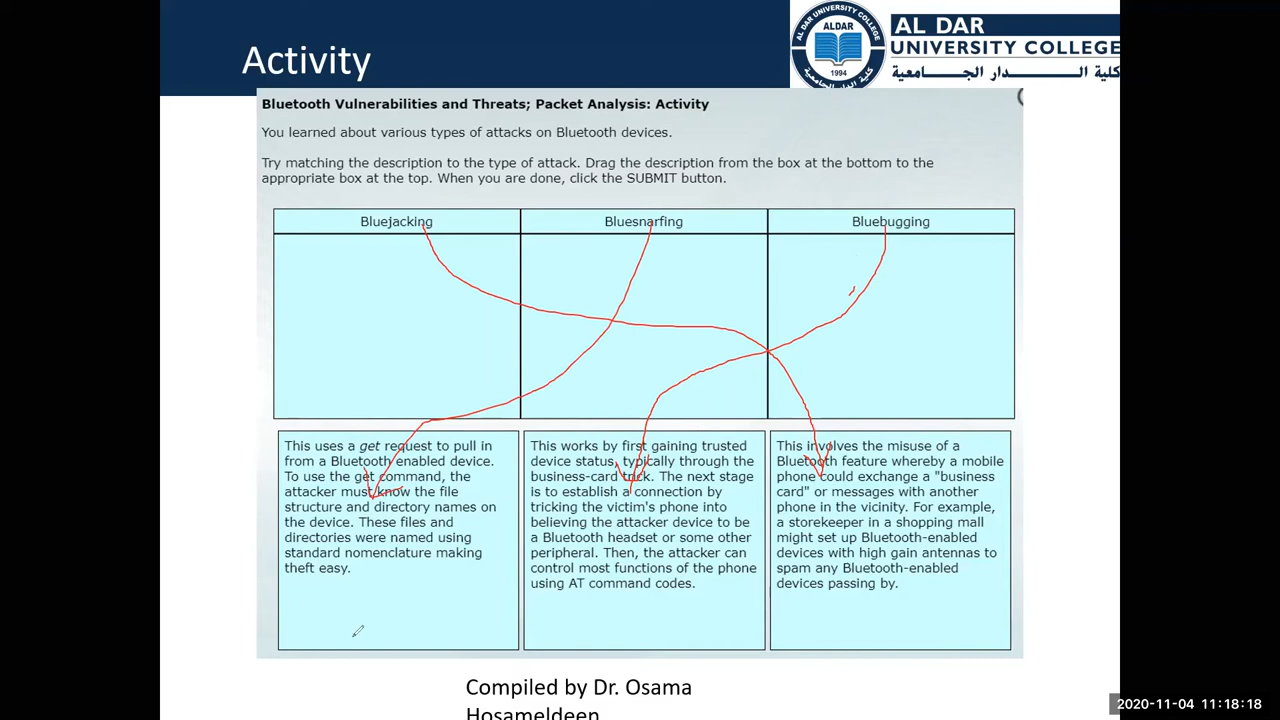 Activity
AL DAR UNIVERSITY COLLEGE
ALDAR
1994
AL DAR
UNIVERSITY COLLEGE
كلية الدار الجامعية
Bluetooth Vulnerabilities and Threats; Packet Analysis: Activity
You learned about various types of attacks on Bluetooth devices.
Try matching the description to the type of attack. Drag the description from the box at the bottom to the
appropriate box at the top. When you are done, click the SUBMIT button.
Bluejacking
Bluesnarfing
Bluebugging
This uses a get request to pull in
from a Bluetooth enabled device.
To use the get command, the
attacker must know the file
structure and directory names on
the device. These files and
directories were named using
standard nomenclature making
theft easy.
This works by first gaining trusted
device status, typically through the
business-card trick. The next stage
is to establish a connection by
tricking the victim's phone into
believing the attacker device to be
a Bluetooth headset or some other
peripheral. Then, the attacker can
control most functions of the phone
using AT command codes.
This involves the misuse of a
Bluetooth feature whereby a mobile
phone could exchange a "business
card" or messages with another
phone in the vicinity. For example,
a storekeeper in a shopping mall
might set up Bluetooth-enabled
devices with high gain antennas to
spam any Bluetooth-enabled
devices passing by.
Compiled by Dr. Osama
Hosameldeen
2020-11-04 11:18:18